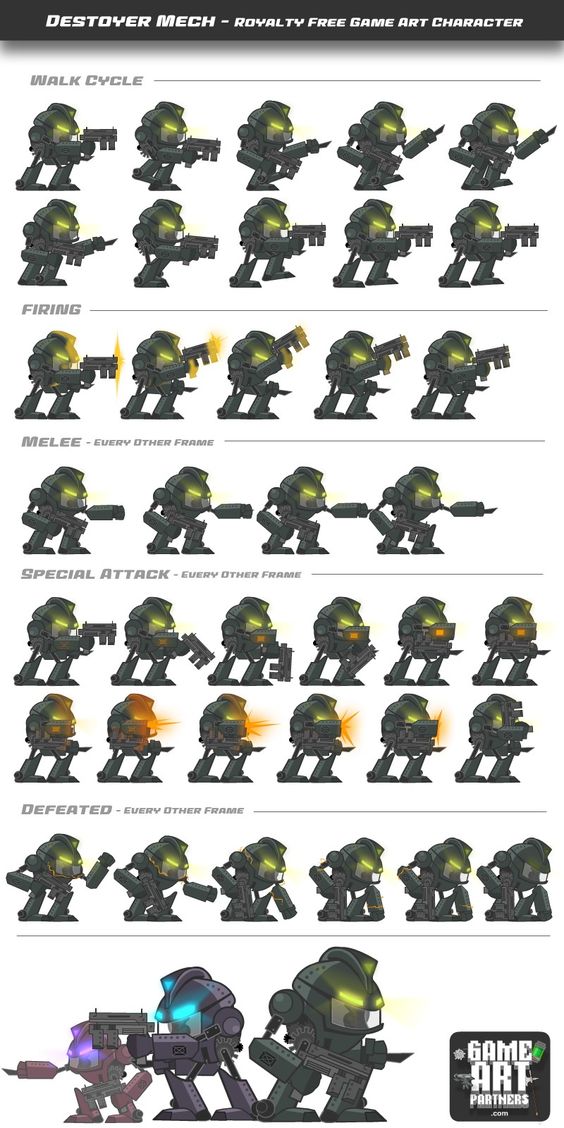 Destoyer Mech - Royalty Free Game Art Character
Walk Cycle
Firing
Melee - Every Other Frame
Special Attack - Every Other Frame
Defeated - Every Other Frame
GAME
ART
PARTNERS
.com